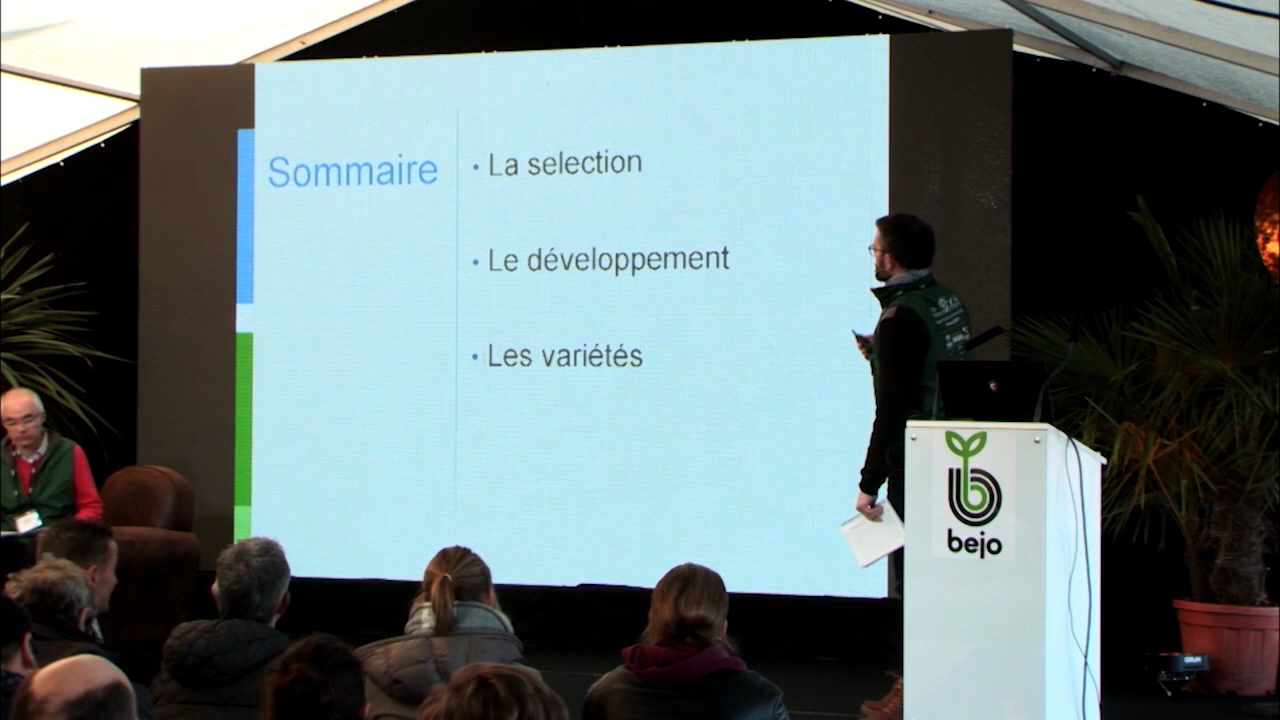 Sommaire
• La selection
• Le développement
• Les variétés
bejo